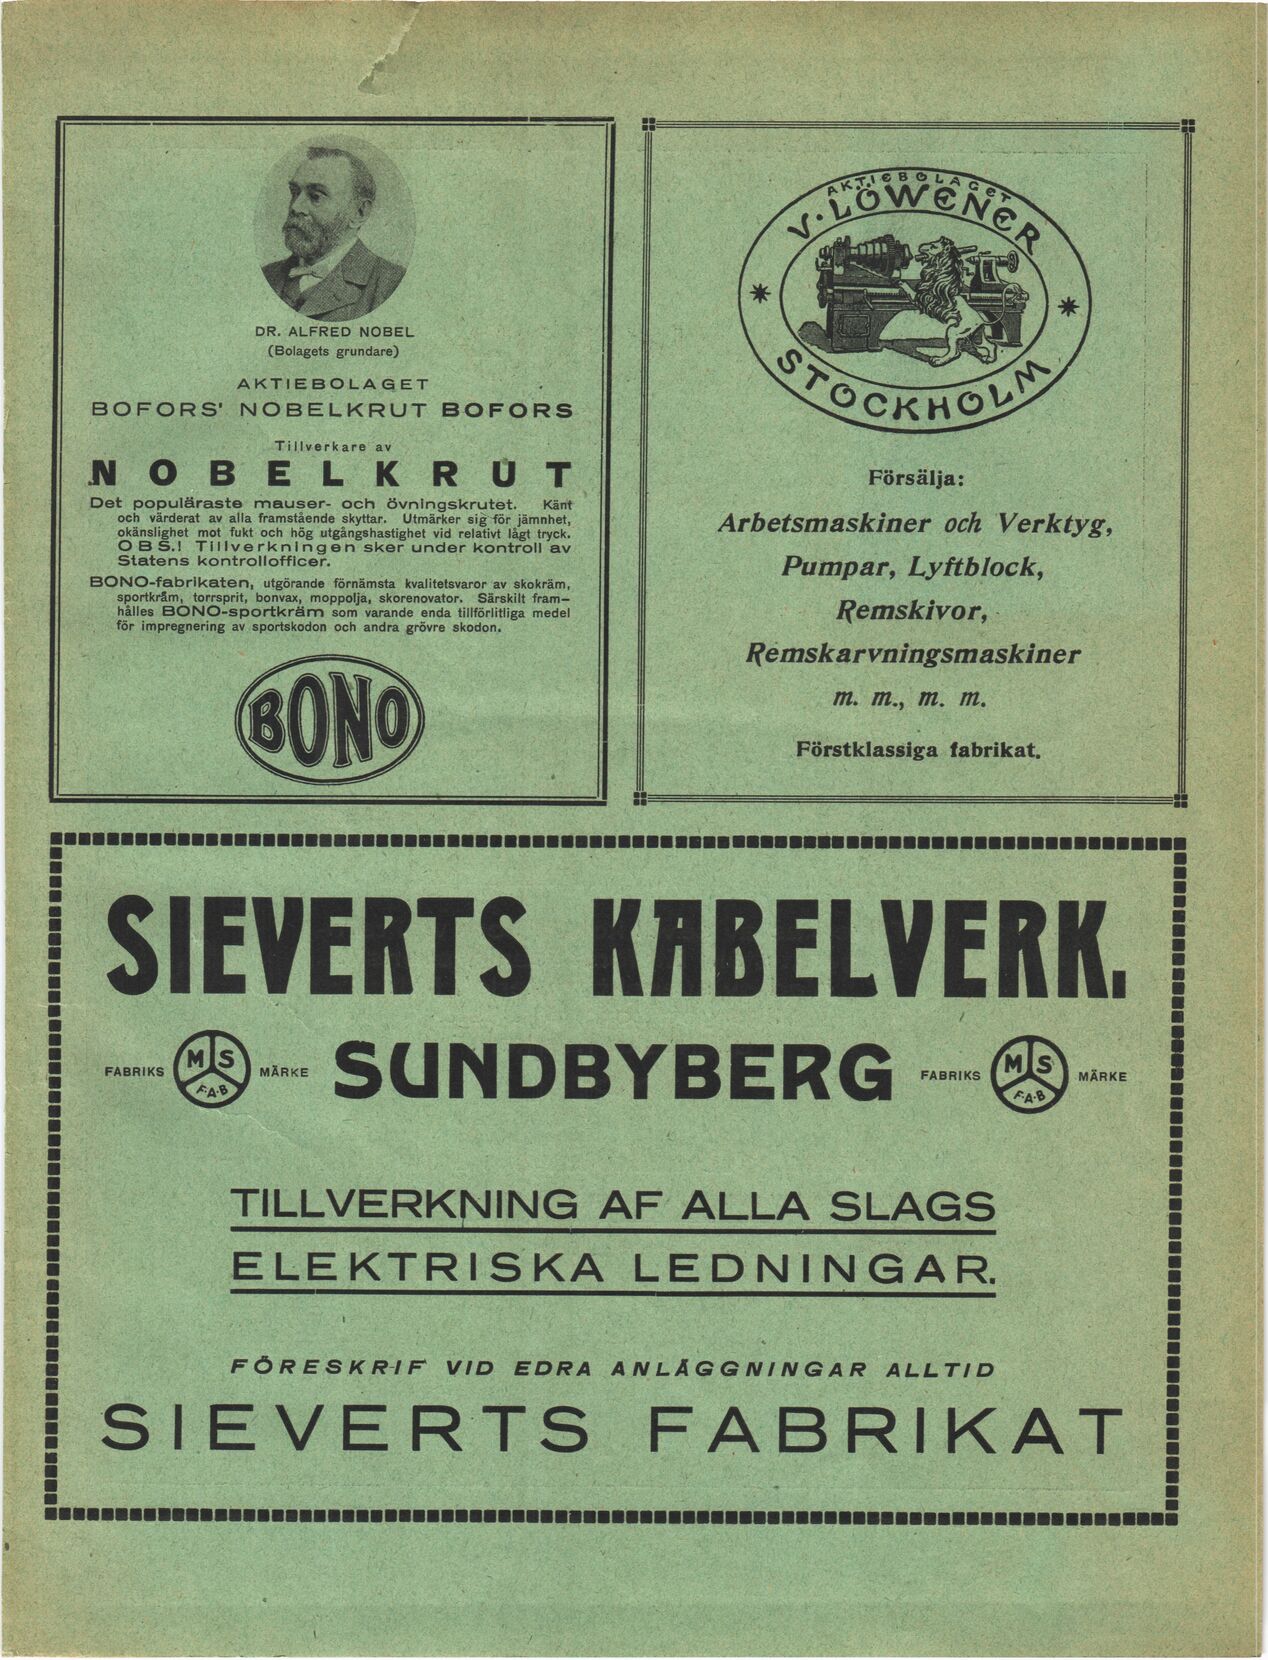 DR. ALFRED NOBEL
(Bolagets grundare)
AKTIEBOLAGET
BOFORS' NOBELKRUT BOFORS
Tillverkare av
NOBELKRUT
Det populäraste mauser- och övningskrutet. Känt
och värderat av alla framstående skyttar. Utmärker sig för jämnhet,
okänslighet mot fukt och hög utgångshastighet vid relativt lågt tryck.
OBS.! Tillverkningen sker under kontroll av
Statens kontrollofficer.
BONO-fabrikaten, utgörande förnämsta kvalitetsvaror av skokräm,
sportkräm, torrsprit, bonvax, moppolja, skorenovator. Särskilt fram-
hålles BONO-sportkräm som varande enda tillförlitliga medel
för impregnering av sportskodon och andra grövre skodon.
BONO
AKTIEBOLAGET
V. LÖWENER
STOCKHOLM
Försälja:
Arbetsmaskiner och Verktyg,
Pumpar, Lyftblock,
Remskivor,
Remskarvningsmaskiner
m. m., m. m.
Förstklassiga fabrikat.
SIEVERTS KABELVERK.
FABRIKS MSFAB MÄRKE SUNDBYBERG FABRIKS MSFAB MÄRKE
TILLVERKNING AF ALLA SLAGS
ELEKTRISKA LEDNINGAR.
FÖRESKRIF VID EDRA ANLÄGGNINGAR ALLTID
SIEVERTS FABRIKAT